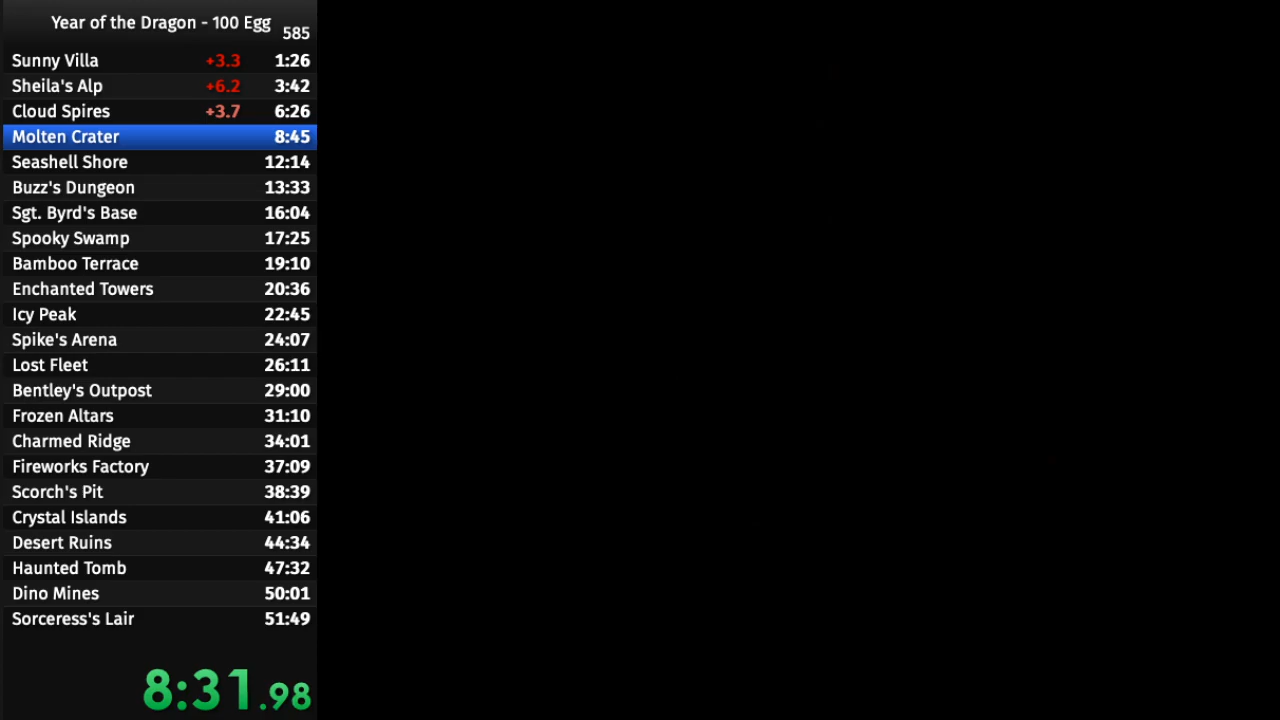 Year of the Dragon - 100 Egg
585
Sunny Villa +3.3 1:26
Sheila's Alp +6.2 3:42
Cloud Spires +3.7 6:26
Molten Crater 8:45
Seashell Shore 12:14
Buzz's Dungeon 13:33
Sgt. Byrd's Base 16:04
Spooky Swamp 17:25
Bamboo Terrace 19:10
Enchanted Towers 20:36
Icy Peak 22:45
Spike's Arena 24:07
Lost Fleet 26:11
Bentley's Outpost 29:00
Frozen Altars 31:10
Charmed Ridge 34:01
Fireworks Factory 37:09
Scorch's Pit 38:39
Crystal Islands 41:06
Desert Ruins 44:34
Haunted Tomb 47:32
Dino Mines 50:01
Sorceress's Lair 51:49
8:31.98